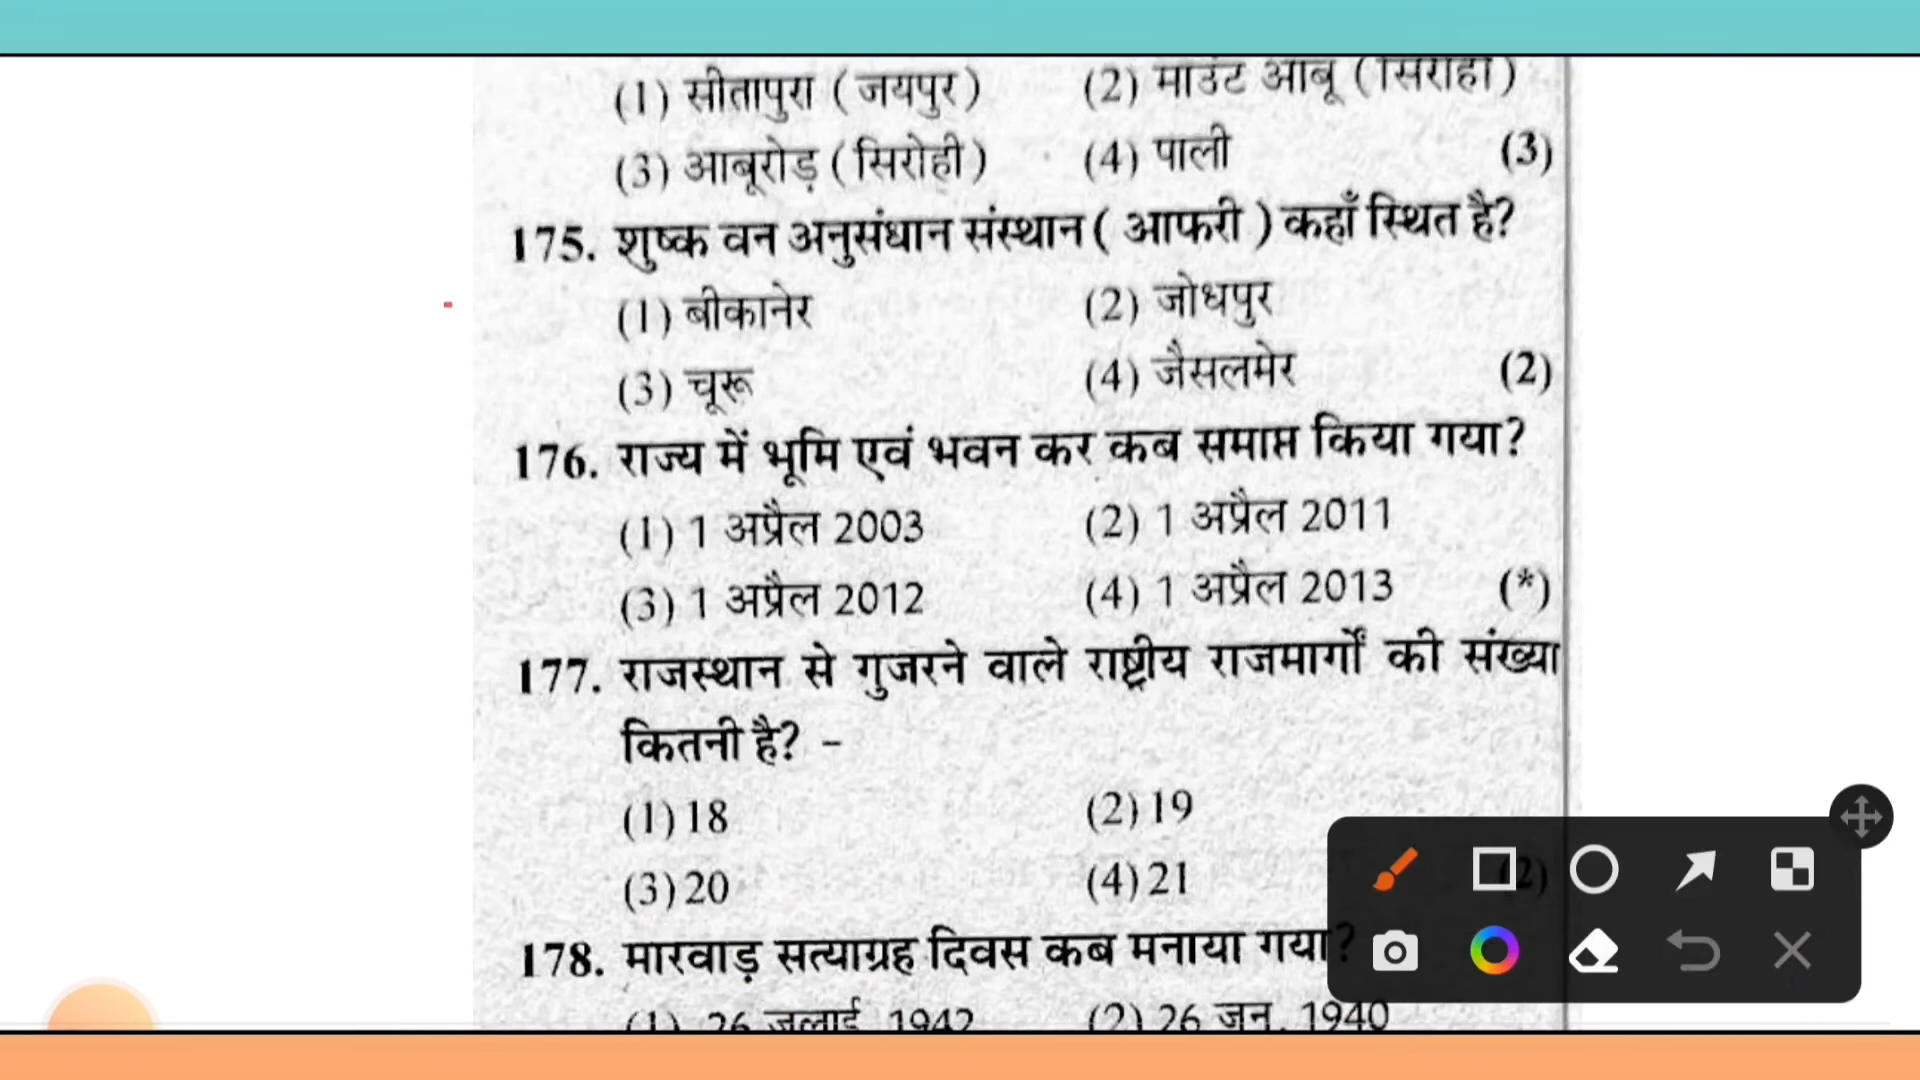 (1) सीतापुरा (जयपुर) (2) माउंट आबू (सिरोही)
(3) आबूरोड़ (सिरोही) (4) पाली (3)
175. शुष्क वन अनुसंधान संस्थान ( आफरी ) कहाँ स्थित है?
(1) बीकानेर (2) जोधपुर
(3) चूरू (4) जैसलमेर (2)
176. राज्य में भूमि एवं भवन कर कब समाप्त किया गया?
(1) 1 अप्रैल 2003 (2) 1 अप्रैल 2011
(3) 1 अप्रैल 2012 (4) 1 अप्रैल 2013 (*)
177. राजस्थान से गुजरने वाले राष्ट्रीय राजमार्गों की संख्या
कितनी है? –
(1) 18 (2) 19
(3) 20 (4) 21 (2)
178. मारवाड़ सत्याग्रह दिवस कब मनाया गया?
(1) 26 जुलाई, 1942 (2) 26 जून, 1940